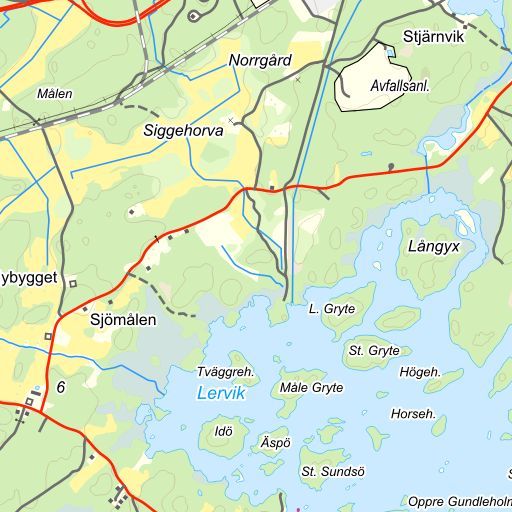 Stjärnvik
Norrgård
Avfallsanl.
Målen
Siggehorva
Långyx
ybygget
L. Gryte
Sjömålen
St. Gryte
Tväggreh.
Högeh.
6
Lervik
Måle Gryte
Horseh.
Idö
Äspö
St. Sundsö
S
Oppre Gundleholm